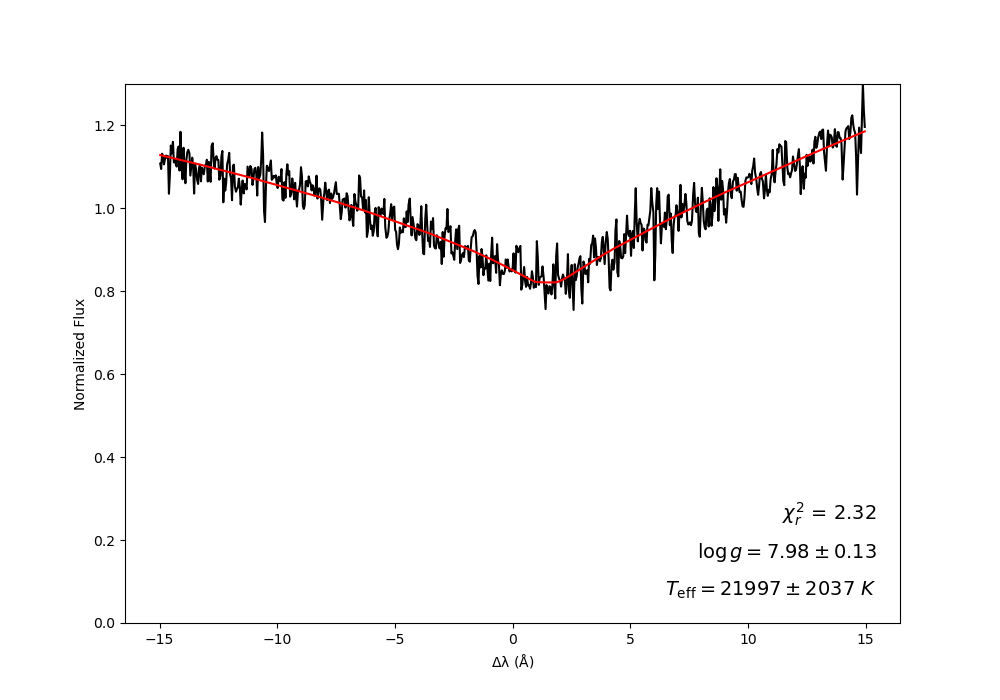 1.2
1.0
0.8
0.6
0.4
0.2
0.0
Normalized Flux
χ²ᵣ = 2.32
log g = 7.98 ± 0.13
T_eff = 21997 ± 2037 K
−15 −10 −5 0 5 10 15
Δλ (Å)